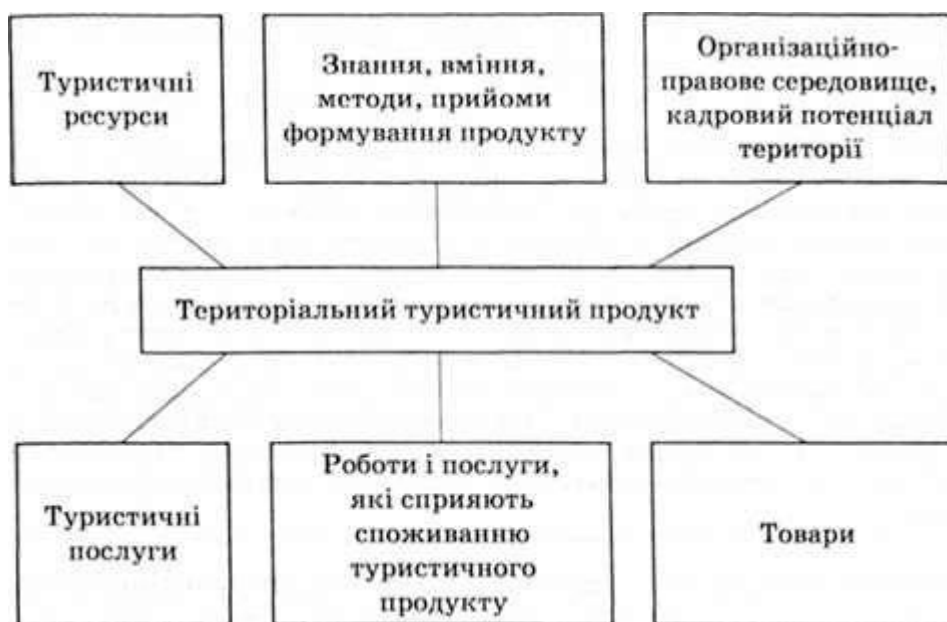 Туристичні
ресурси
Знання, вміння,
методи, прийоми
формування продукту
Організаційно-
правове середовище,
кадровий потенціал
території
Територіальний туристичний продукт
Туристичні
послуги
Роботи і послуги,
які сприяють
споживанню
туристичного
продукту
Товари